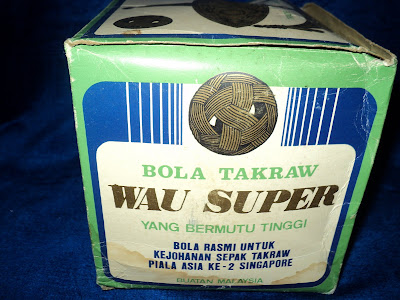 BOLA TAKRAW
WAU SUPER
YANG BERMUTU TINGGI
BOLA RASMI UNTUK
KEJOHANAN SEPAK TAKRAW
PIALA ASIA KE-2 SINGAPORE
BUATAN MALAYSIA